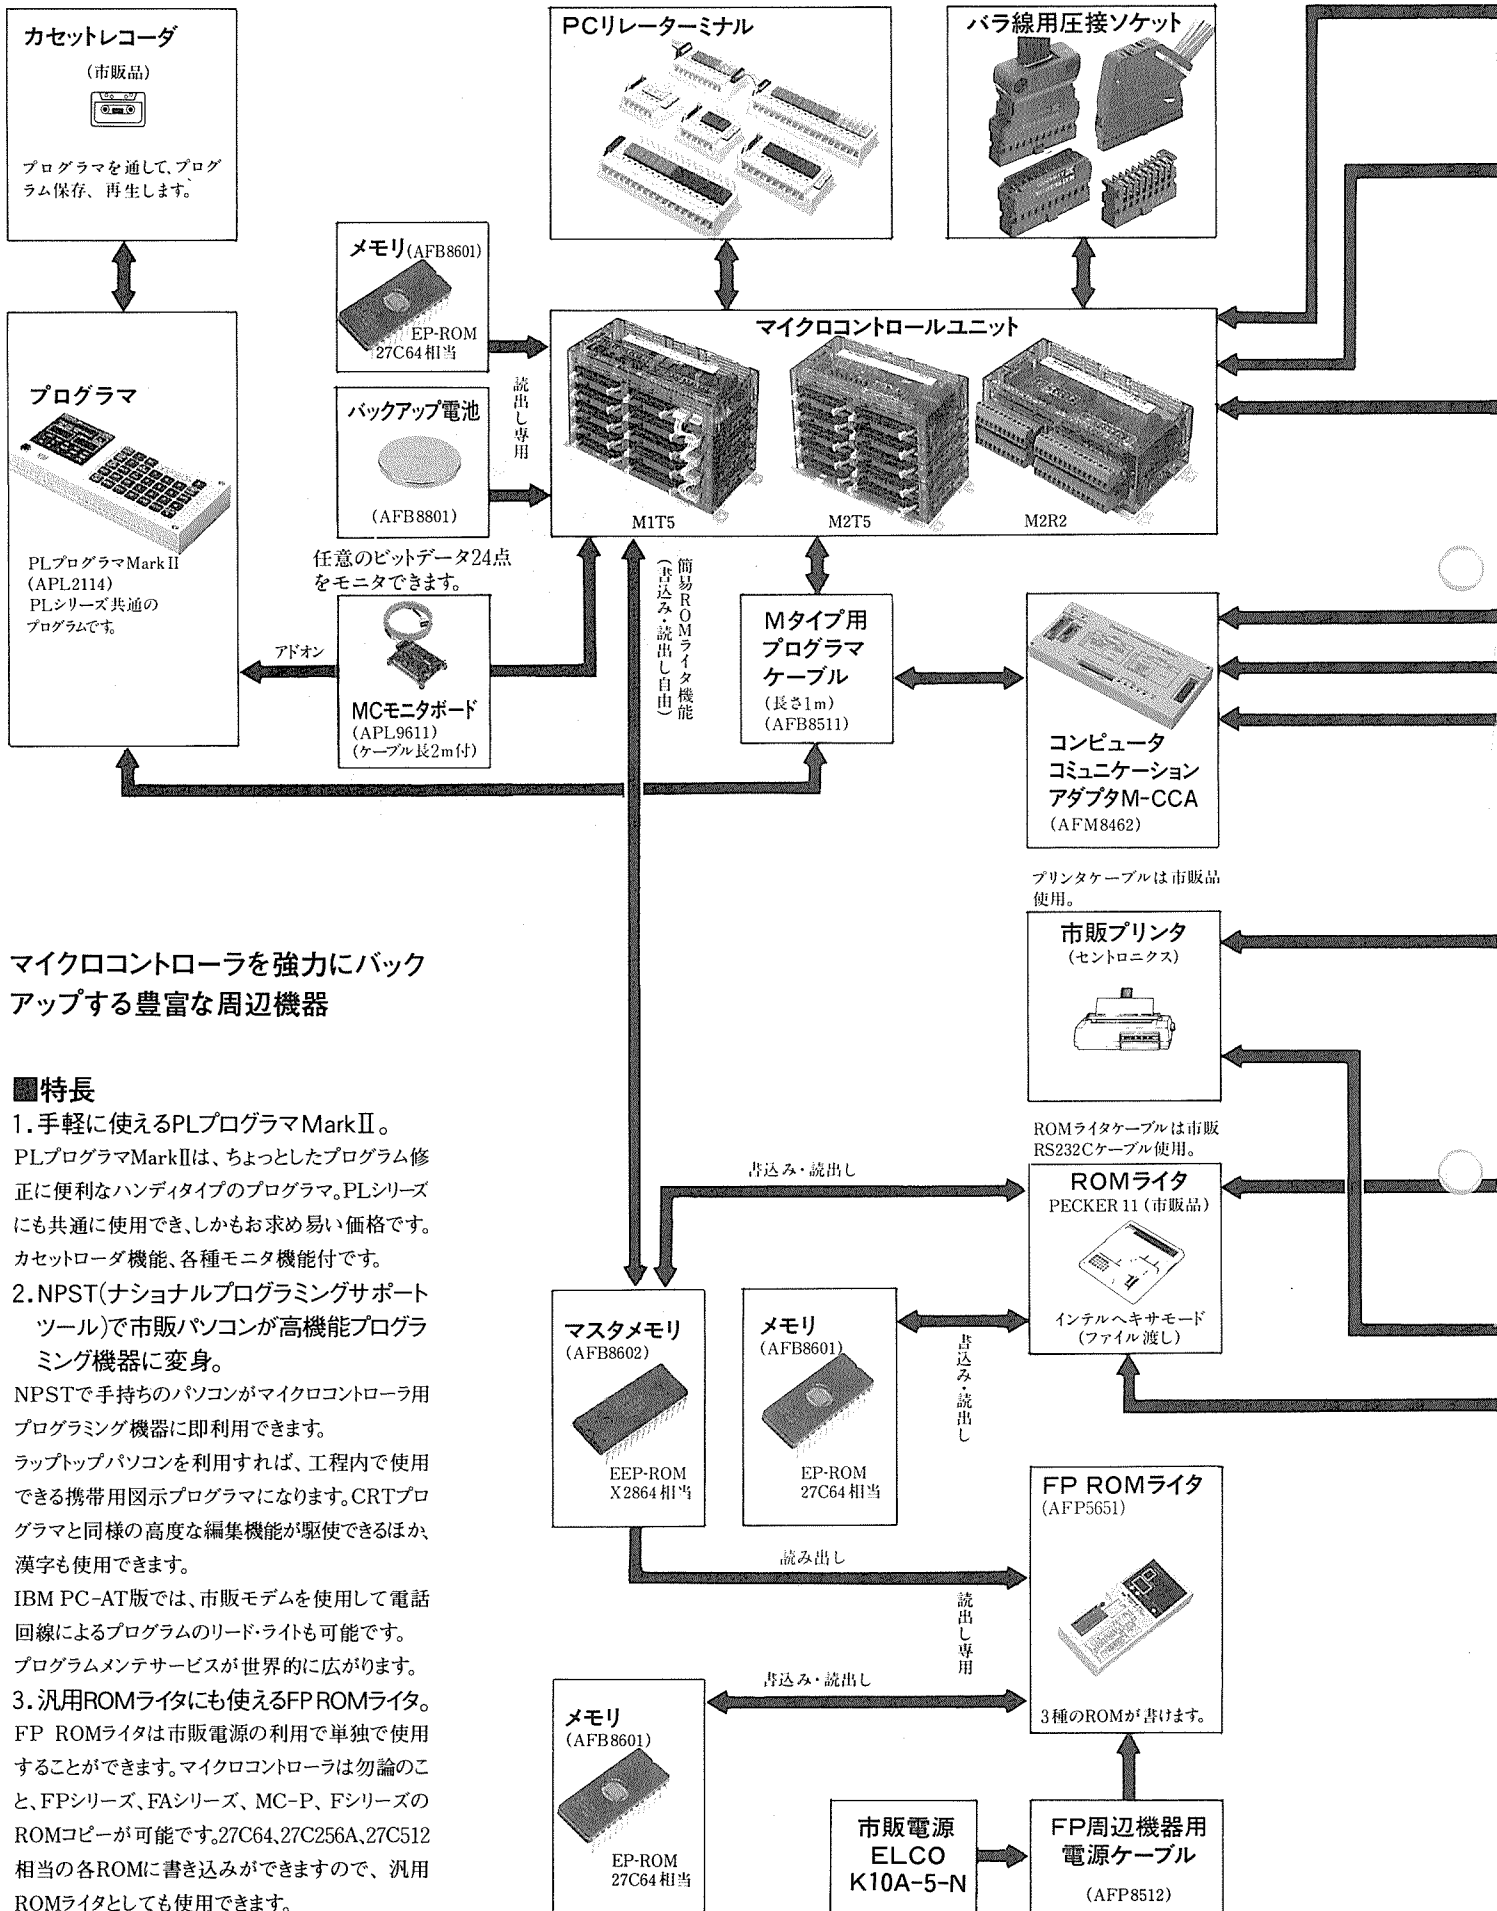 カセットレコーダ
(市販品)
プログラマを通して、プログ
ラム保存、再生します。
PCリレーターミナル
バラ線用圧接ソケット
メモリ(AFB8601)
EP-ROM
27C64相当
読出し専用
バックアップ電池
(AFB8801)
マイクロコントロールユニット
M1T5
M2T5
M2R2
プログラマ
PLプログラマMarkⅡ
(APL2114)
PLシリーズ共通の
プログラムです。
任意のビットデータ24点
をモニタできます。
アドオン
MCモニタボード
(APL9611)
(ケーブル長2m付)
簡易ROMライタ機能
(書込み・読出し自由)
Mタイプ用
プログラマ
ケーブル
(長さ1m)
(AFB8511)
コンピュータ
コミュニケーション
アダプタM-CCA
(AFM8462)
プリンタケーブルは市販品
使用。
市販プリンタ
(セントロニクス)
ROMライタケーブルは市販
RS232Cケーブル使用。
ROMライタ
PECKER 11 (市販品)
インテルヘキサモード
(ファイル渡し)
書込み・読出し
マスタメモリ
(AFB8602)
EEP-ROM
X2864相当
メモリ
(AFB8601)
EP-ROM
27C64相当
書込み・読出し
FP ROMライタ
(AFP5651)
3種のROMが書けます。
読み出し
読出し専用
書込み・読出し
メモリ
(AFB8601)
EP-ROM
27C64相当
市販電源
ELCO
K10A-5-N
FP周辺機器用
電源ケーブル
(AFP8512)
マイクロコントローラを強力にバック
アップする豊富な周辺機器
■特長
1.手軽に使えるPLプログラマMarkⅡ。
PLプログラマMarkⅡは、ちょっとしたプログラム修
正に便利なハンディタイプのプログラマ。PLシリーズ
にも共通に使用でき、しかもお求め易い価格です。
カセットローダ機能、各種モニタ機能付です。
2.NPST(ナショナルプログラミングサポート
ツール)で市販パソコンが高機能プログラ
ミング機器に変身。
NPSTで手持ちのパソコンがマイクロコントローラ用
プログラミング機器に即利用できます。
ラップトップパソコンを利用すれば、工程内で使用
できる携帯用図示プログラマになります。CRTプロ
グラマと同様の高度な編集機能が駆使できるほか、
漢字も使用できます。
IBM PC-AT版では、市販モデムを使用して電話
回線によるプログラムのリード・ライトも可能です。
プログラムメンテサービスが世界的に広がります。
3.汎用ROMライタにも使えるFP ROMライタ。
FP ROMライタは市販電源の利用で単独で使用
することができます。マイクロコントローラは勿論のこ
と、FPシリーズ、FAシリーズ、MC-P、Fシリーズの
ROMコピーが可能です。27C64、27C256A、27C512
相当の各ROMに書き込みができますので、汎用
ROMライタとしても使用できます。